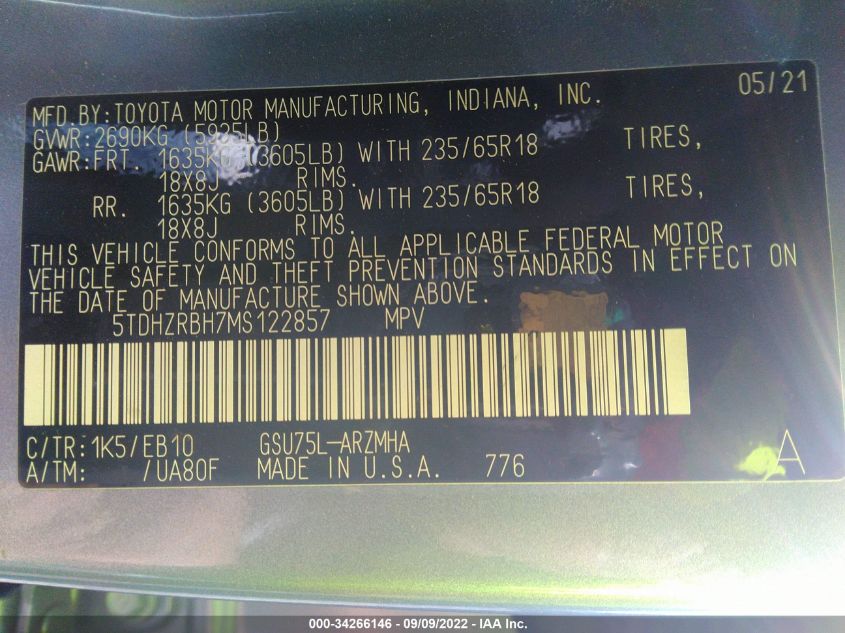 05/21
MFD.BY:TOYOTA MOTOR MANUFACTURING, INDIANA, INC.
GVWR:2690KG (5925LB)
GAWR:FRT. 1635KG (3605LB) WITH 235/65R18 TIRES,
18X8J RIMS.
RR. 1635KG (3605LB) WITH 235/65R18 TIRES,
18X8J RIMS.
THIS VEHICLE CONFORMS TO ALL APPLICABLE FEDERAL MOTOR
VEHICLE SAFETY AND THEFT PREVENTION STANDARDS IN EFFECT ON
THE DATE OF MANUFACTURE SHOWN ABOVE.
5TDHZRBH7MS122857 MPV
C/TR:1K5/EB10 GSU75L-ARZMHA
A/TM: /UA80F MADE IN U.S.A. 776 A
000-34266146 - 09/09/2022 - IAA Inc.